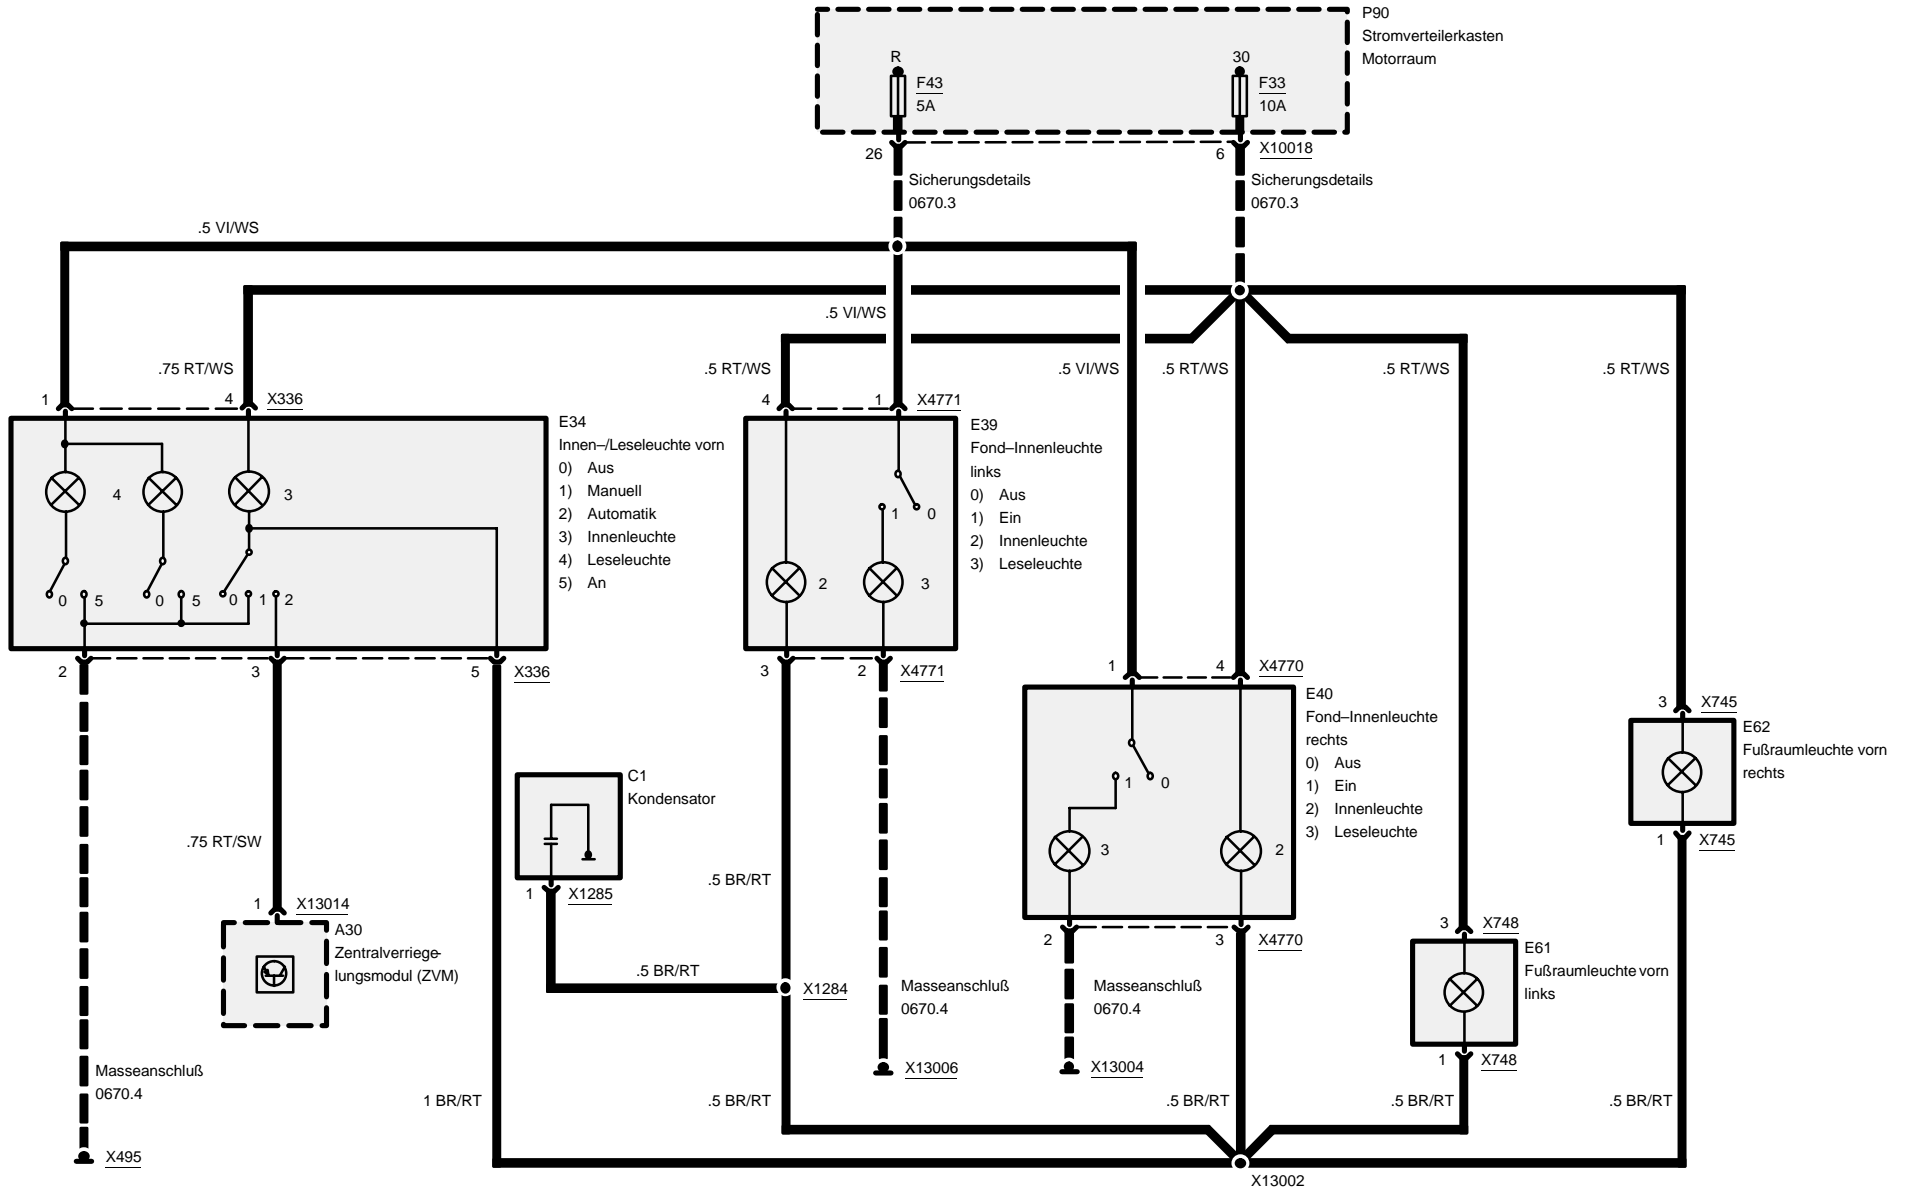 P90
Stromverteilerkasten
Motorraum
R
30
F43
5A
F33
10A
26
6
X10018
Sicherungsdetails
0670.3
Sicherungsdetails
0670.3
.5 VI/WS
.5 VI/WS
.75 RT/WS
.5 RT/WS
.5 VI/WS
.5 RT/WS
.5 RT/WS
.5 RT/WS
1
4
X336
4
1
X4771
E34
Innen–/Leseleuchte vorn
0) Aus
1) Manuell
2) Automatik
3) Innenleuchte
4) Leseleuchte
5) An
4
3
0
5
0
5
0
1
2
E39
Fond–Innenleuchte
links
0) Aus
1) Ein
2) Innenleuchte
3) Leseleuchte
1
0
2
3
2
3
5
X336
3
2
X4771
1
4
X4770
E40
Fond–Innenleuchte
rechts
0) Aus
1) Ein
2) Innenleuchte
3) Leseleuchte
1
0
3
2
3
X745
E62
Fußraumleuchte vorn
rechts
1
X745
C1
Kondensator
1
X1285
.75 RT/SW
.5 BR/RT
1
X13014
A30
Zentralverriege-
lungsmodul (ZVM)
.5 BR/RT
X1284
2
3
X4770
3
X748
E61
Fußraumleuchte vorn
links
1
X748
Masseanschluß
0670.4
Masseanschluß
0670.4
X13006
X13004
Masseanschluß
0670.4
1 BR/RT
.5 BR/RT
.5 BR/RT
.5 BR/RT
.5 BR/RT
X495
X13002